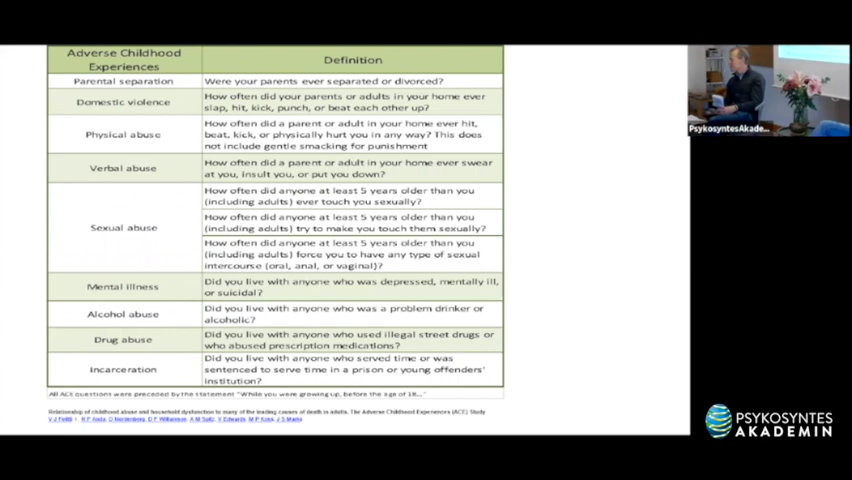 Adverse Childhood
Experiences
Definition
Parental separation
Were your parents ever separated or divorced?
Domestic violence
How often did your parents or adults in your home ever
slap, hit, kick, punch, or beat each other up?
Physical abuse
How often did a parent or adult in your home ever hit,
beat, kick, or physically hurt you in any way? This does
not include gentle smacking for punishment
Verbal abuse
How often did a parent or adult in your home ever swear
at you, insult you, or put you down?
Sexual abuse
How often did anyone at least 5 years older than you
(including adults) ever touch you sexually?
How often did anyone at least 5 years older than you
(including adults) try to make you touch them sexually?
How often did anyone at least 5 years older than you
(including adults) force you to have any type of sexual
intercourse (oral, anal, or vaginal)?
Mental illness
Did you live with anyone who was depressed, mentally ill,
or suicidal?
Alcohol abuse
Did you live with anyone who was a problem drinker or
alcoholic?
Drug abuse
Did you live with anyone who used illegal street drugs or
who abused prescription medications?
Incarceration
Did you live with anyone who served time or was
sentenced to serve time in a prison or young offenders'
institution?
All ACE questions were preceded by the statement "While you were growing up, before the age of 18..."
Relationship of childhood abuse and household dysfunction to many of the leading causes of death in adults. The Adverse Childhood Experiences (ACE) Study
V J Felitti, R F Anda, D Nordenberg, D F Williamson, A M Spitz, V Edwards, M P Koss, J S Marks
PsykosyntesAkade...
PSYKOSYNTES
AKADEMIN